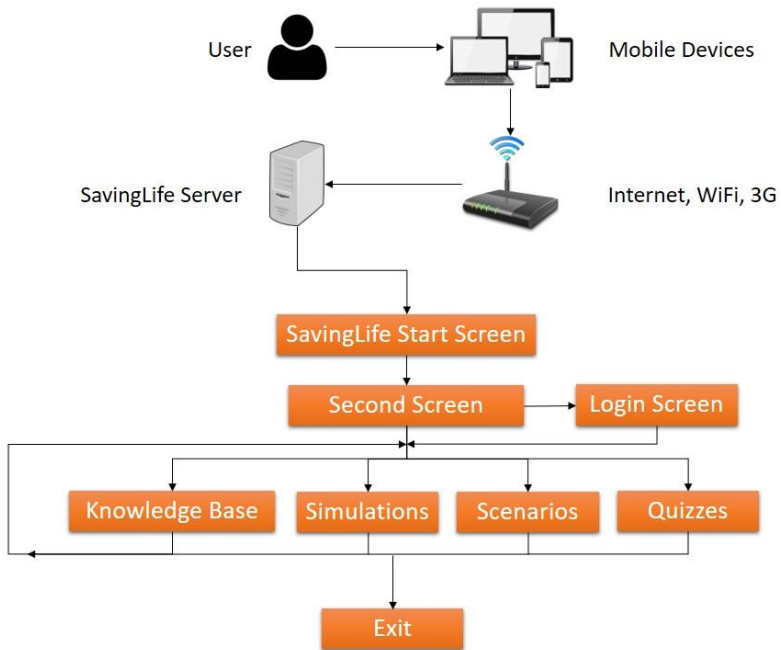 User
Mobile Devices
SavingLife Server
Internet, WiFi, 3G
SavingLife Start Screen
Second Screen
Login Screen
Knowledge Base
Simulations
Scenarios
Quizzes
Exit